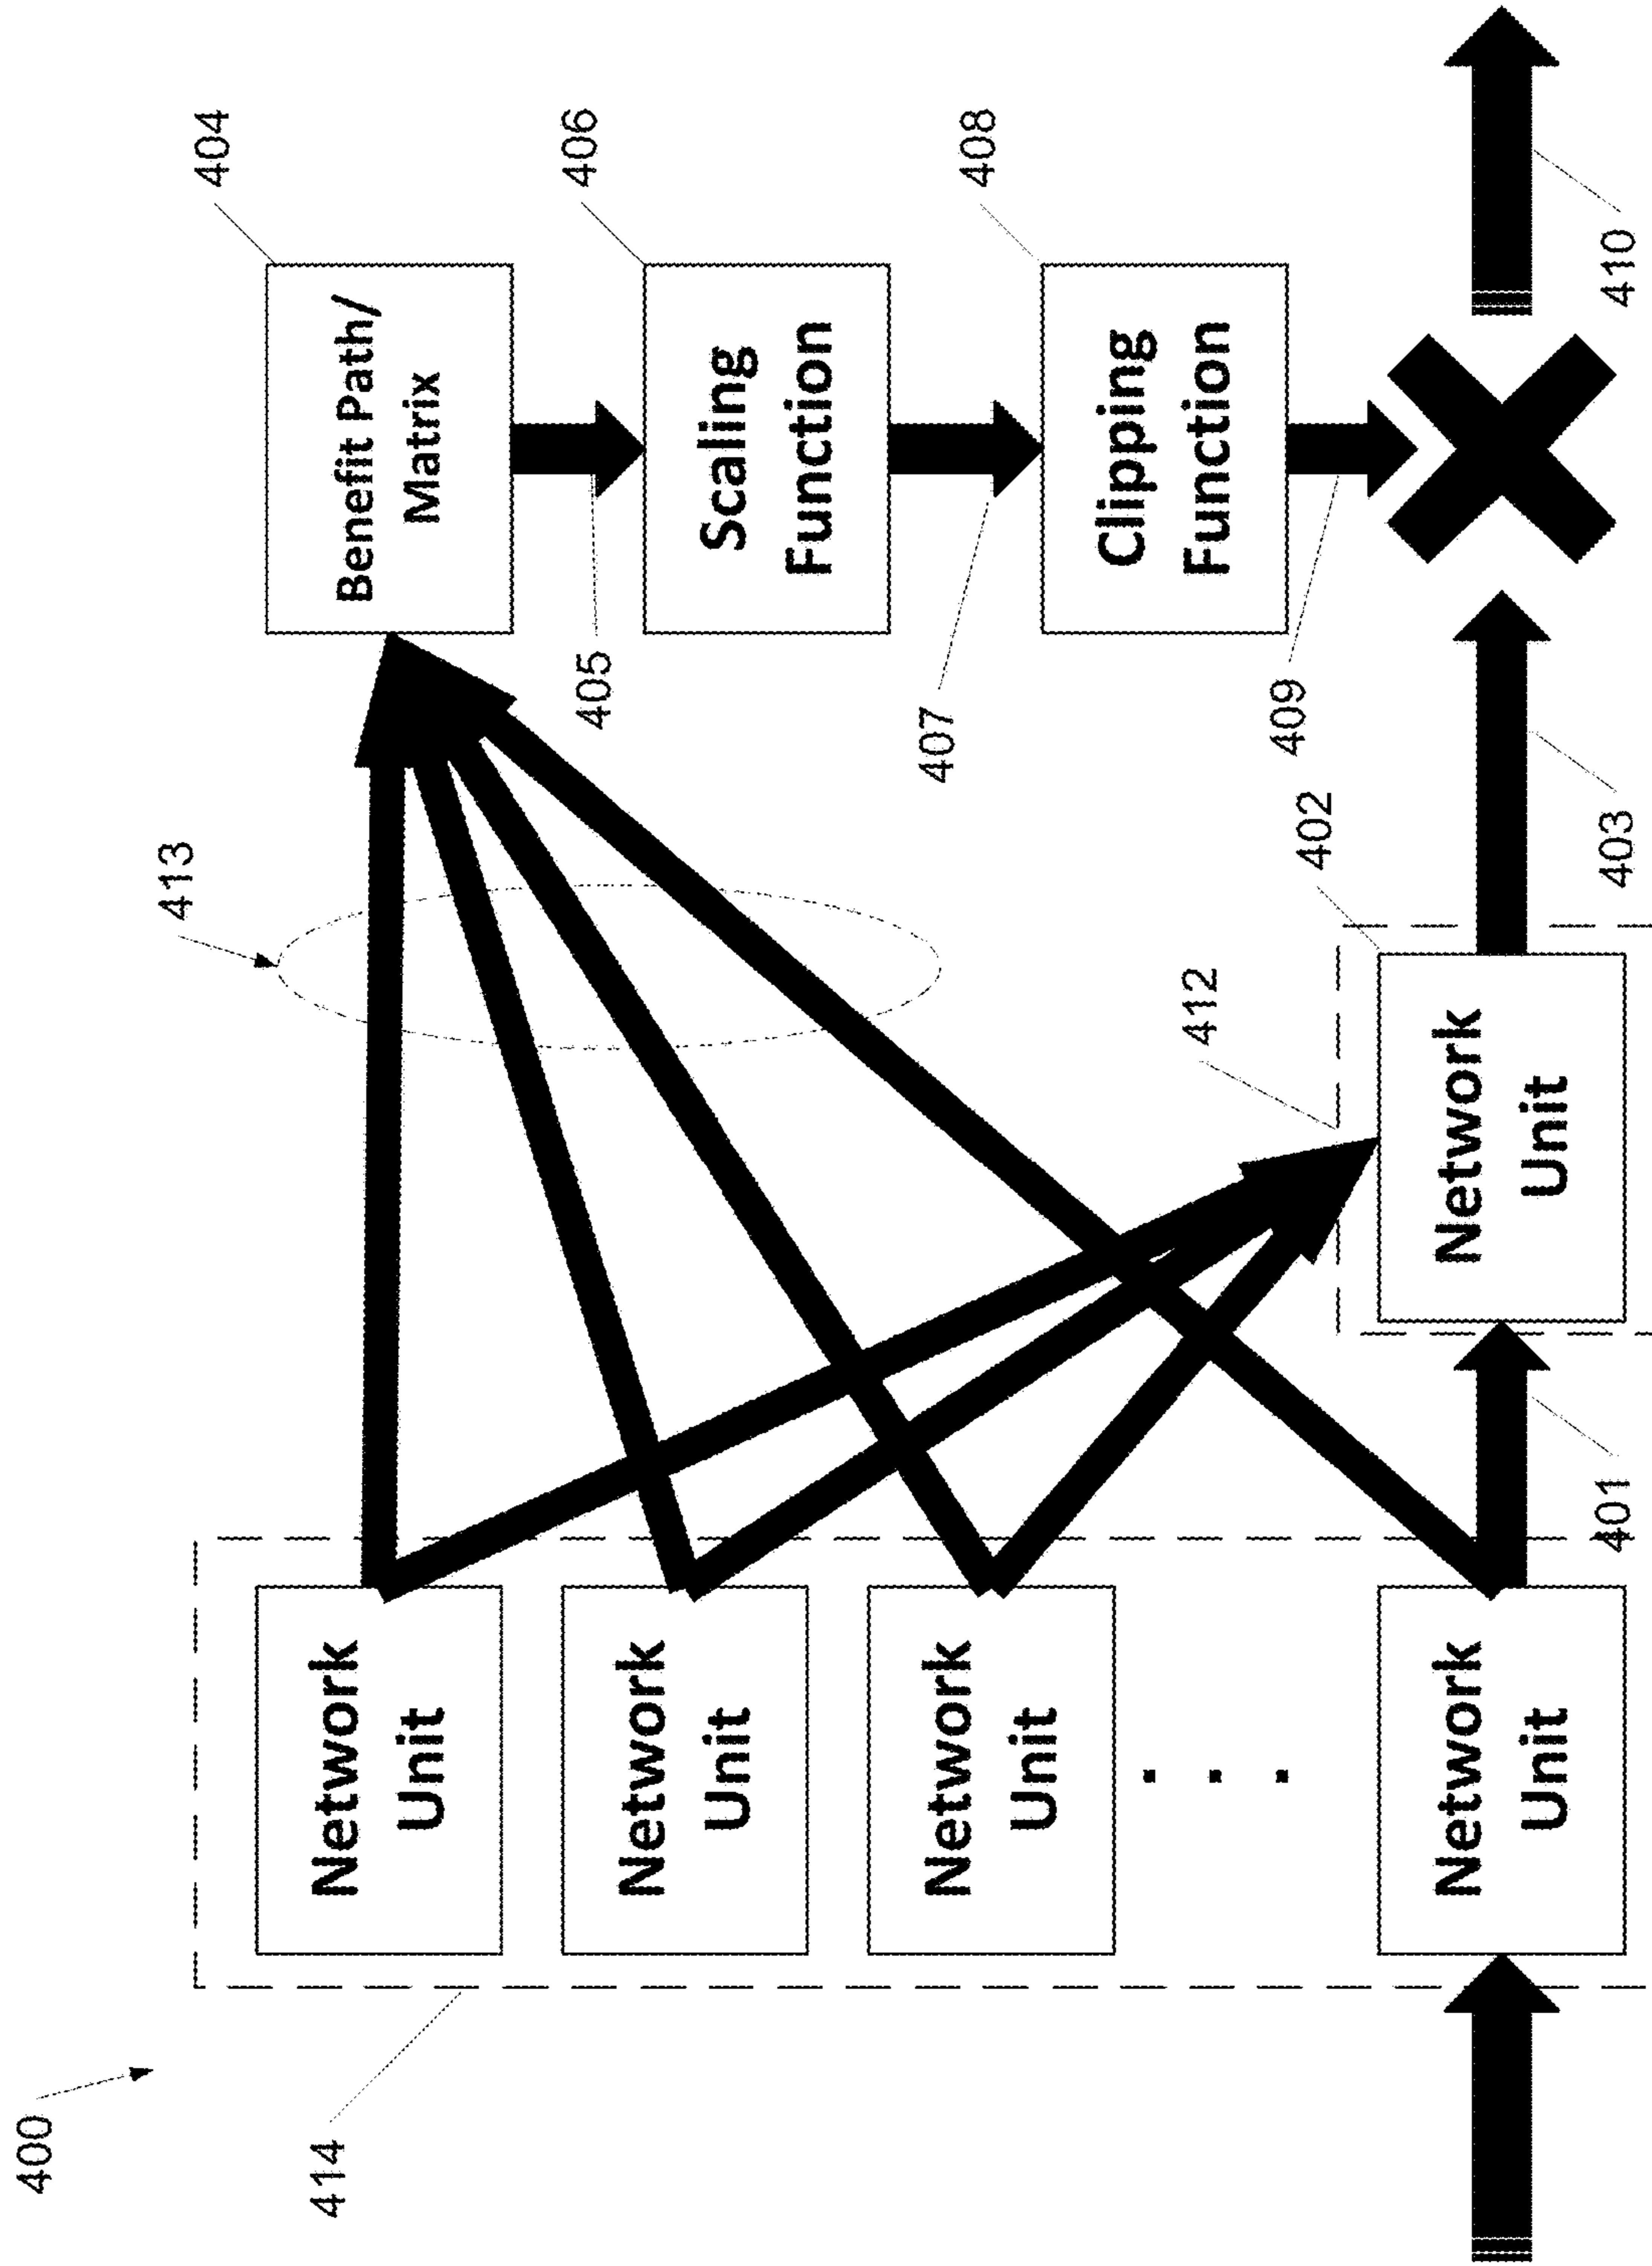 400
414
Network
Unit
Network
Unit
Network
Unit
. . .
Network
Unit
401
413
412
402
Network
Unit
403
404
Benefit Path/
Matrix
405
406
Scaling
Function
407
408
Clipping
Function
409
410